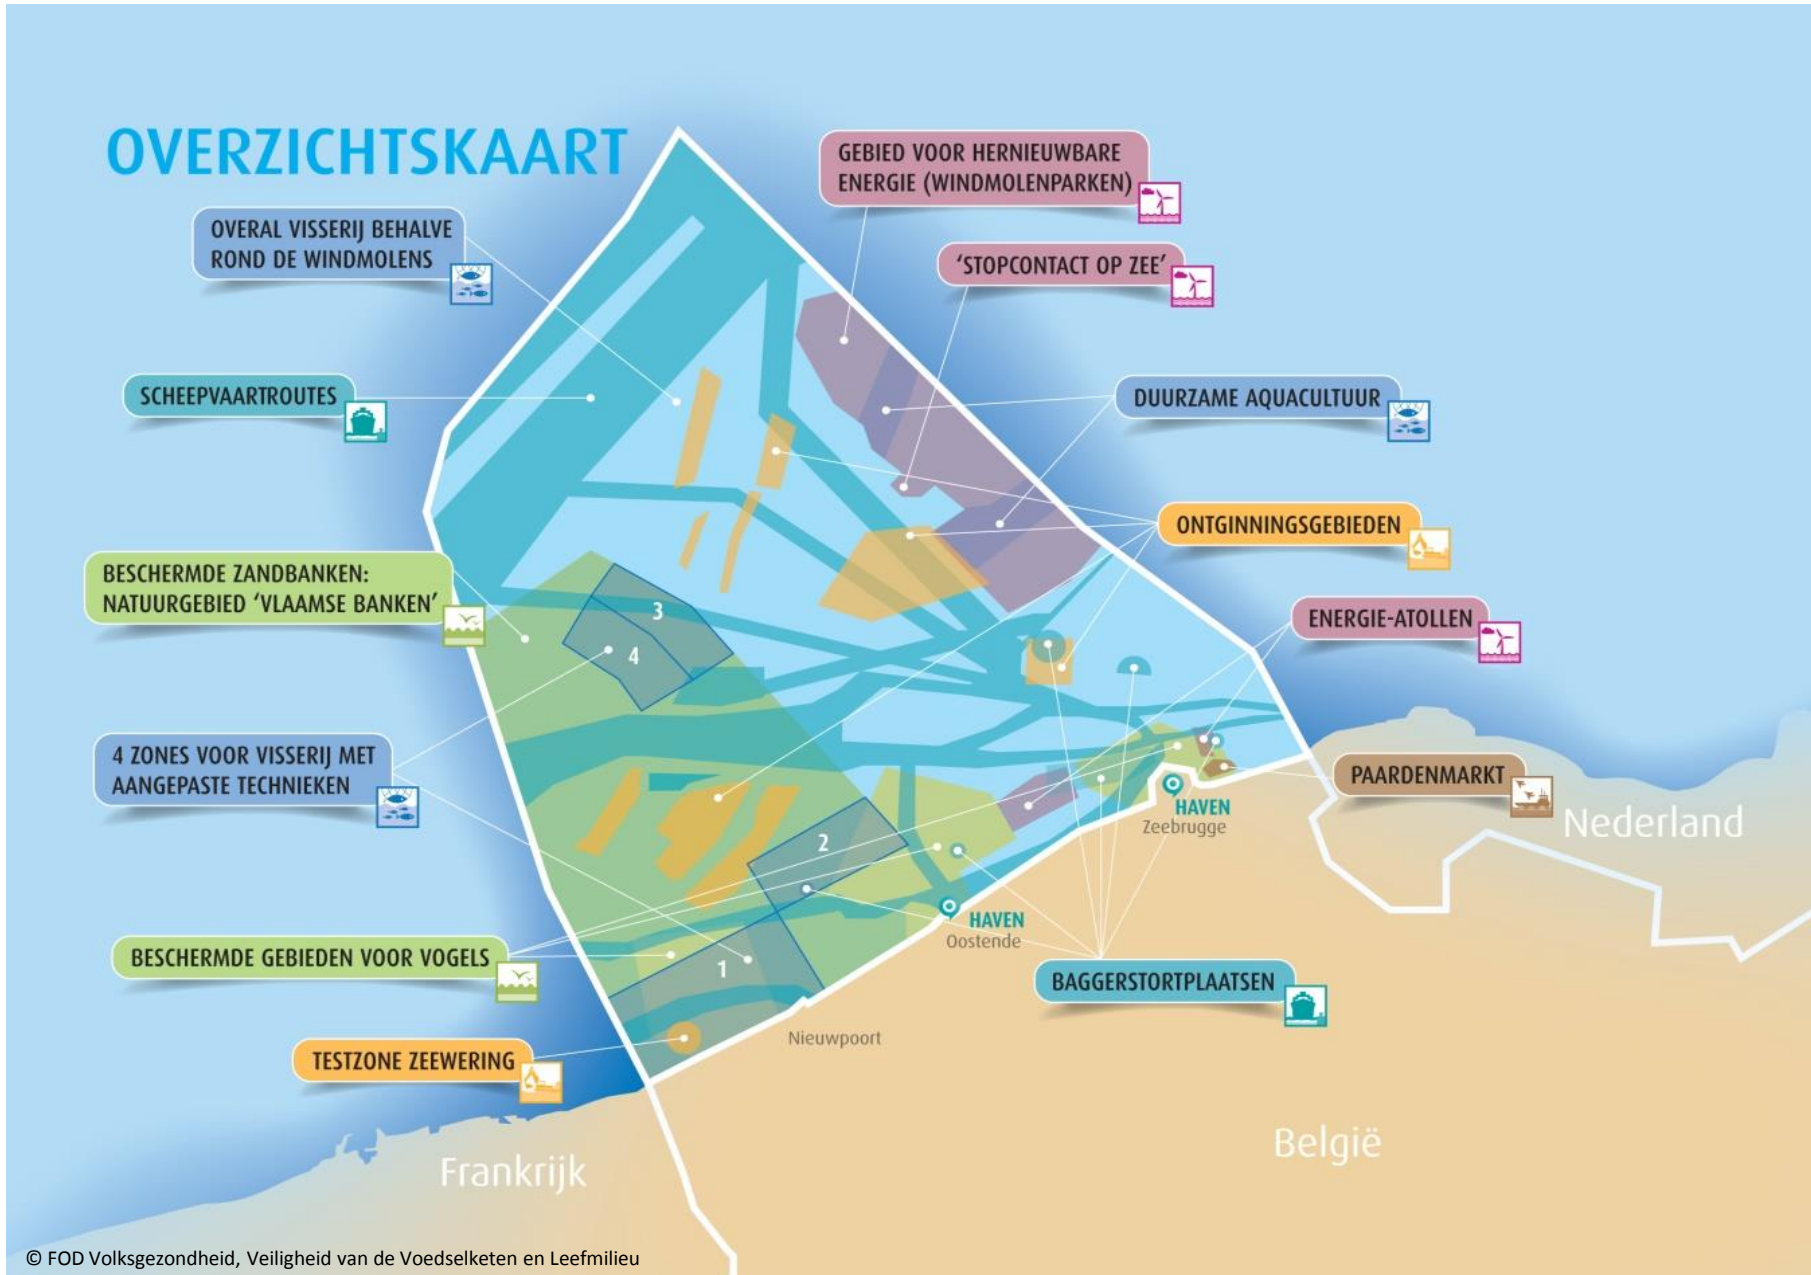 OVERZICHTSKAART
GEBIED VOOR HERNIEUWBARE
ENERGIE (WINDMOLENPARKEN)
OVERAL VISSERIJ BEHALVE
ROND DE WINDMOLENS
'STOPCONTACT OP ZEE'
SCHEEPVAARTROUTES
DUURZAME AQUACULTUUR
ONTGINNINGSGEBIEDEN
BESCHERMDE ZANDBANKEN:
NATUURGEBIED 'VLAAMSE BANKEN'
3
4
ENERGIE-ATOLLEN
4 ZONES VOOR VISSERIJ MET
AANGEPASTE TECHNIEKEN
PAARDENMARKT
HAVEN
Zeebrugge
Nederland
2
HAVEN
Oostende
BESCHERMDE GEBIEDEN VOOR VOGELS
1
BAGGERSTORTPLAATSEN
Nieuwpoort
TESTZONE ZEEWERING
België
Frankrijk
© FOD Volksgezondheid, Veiligheid van de Voedselketen en Leefmilieu